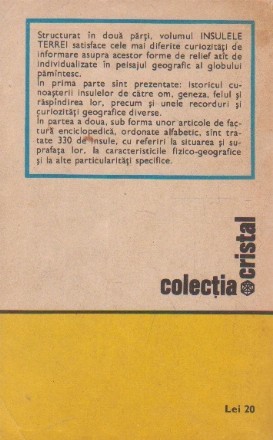 Structurat în două părţi, volumul INSULELE
TERREI satisface cele mai diferite curiozităţi de
informare asupra acestor forme de relief atît de
individualizate în peisajul geografic al globului
pămîntesc.
În prima parte sînt prezentate: istoricul cu-
noaşterii insulelor de către om, geneza, felul şi
răspîndirea lor, precum şi unele recorduri şi
curiozităţi geografice diverse.
În partea a doua, sub forma unor articole de fac-
tură enciclopedică, ordonate alfabetic, sînt tra-
tate 330 de insule, cu referiri la situarea şi su-
prafaţa lor, la caracteristicile fizico-geografice
şi la alte particularităţi specifice.
colecţia
cristal
Lei 20